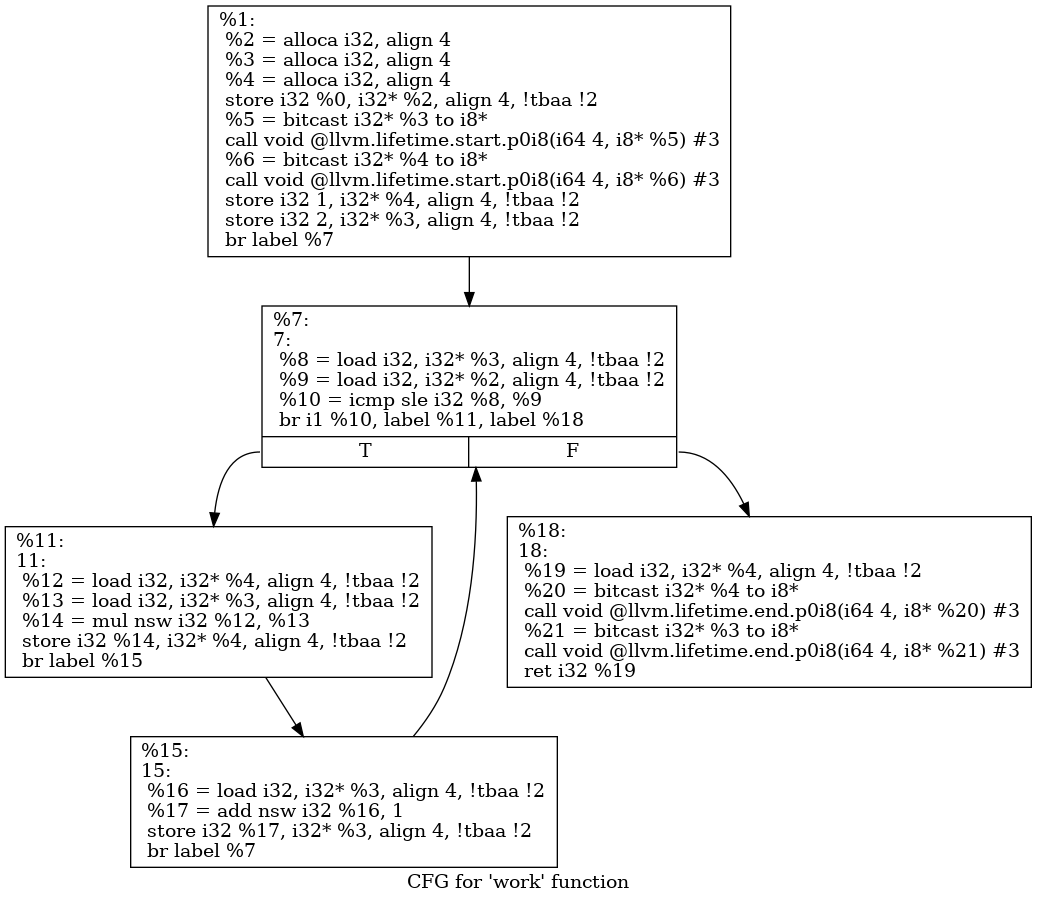 %1:
%2 = alloca i32, align 4
%3 = alloca i32, align 4
%4 = alloca i32, align 4
store i32 %0, i32* %2, align 4, !tbaa !2
%5 = bitcast i32* %3 to i8*
call void @llvm.lifetime.start.p0i8(i64 4, i8* %5) #3
%6 = bitcast i32* %4 to i8*
call void @llvm.lifetime.start.p0i8(i64 4, i8* %6) #3
store i32 1, i32* %4, align 4, !tbaa !2
store i32 2, i32* %3, align 4, !tbaa !2
br label %7
%7:
7:
%8 = load i32, i32* %3, align 4, !tbaa !2
%9 = load i32, i32* %2, align 4, !tbaa !2
%10 = icmp sle i32 %8, %9
br i1 %10, label %11, label %18
T
F
%11:
11:
%12 = load i32, i32* %4, align 4, !tbaa !2
%13 = load i32, i32* %3, align 4, !tbaa !2
%14 = mul nsw i32 %12, %13
store i32 %14, i32* %4, align 4, !tbaa !2
br label %15
%18:
18:
%19 = load i32, i32* %4, align 4, !tbaa !2
%20 = bitcast i32* %4 to i8*
call void @llvm.lifetime.end.p0i8(i64 4, i8* %20) #3
%21 = bitcast i32* %3 to i8*
call void @llvm.lifetime.end.p0i8(i64 4, i8* %21) #3
ret i32 %19
%15:
15:
%16 = load i32, i32* %3, align 4, !tbaa !2
%17 = add nsw i32 %16, 1
store i32 %17, i32* %3, align 4, !tbaa !2
br label %7
CFG for 'work' function